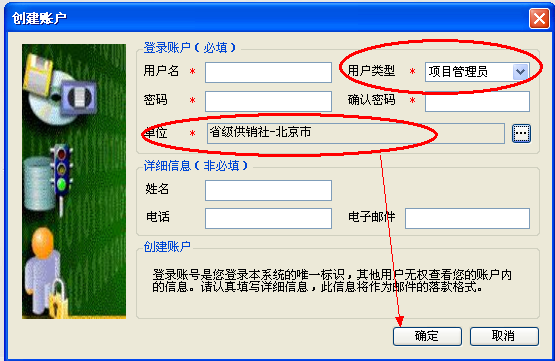 创建账户
登录账户（必填）
用户名 * 用户类型 * 项目管理员
密码 * 确认密码 *
单位 * 省级供销社-北京市 ...
详细信息（非必填）
姓名
电话 电子邮件
创建账户
登录账号是您登录本系统的唯一标识，其他用户无权查看您的账户内
的信息。请认真填写详细信息，此信息将作为邮件的落款格式。
确定 取消